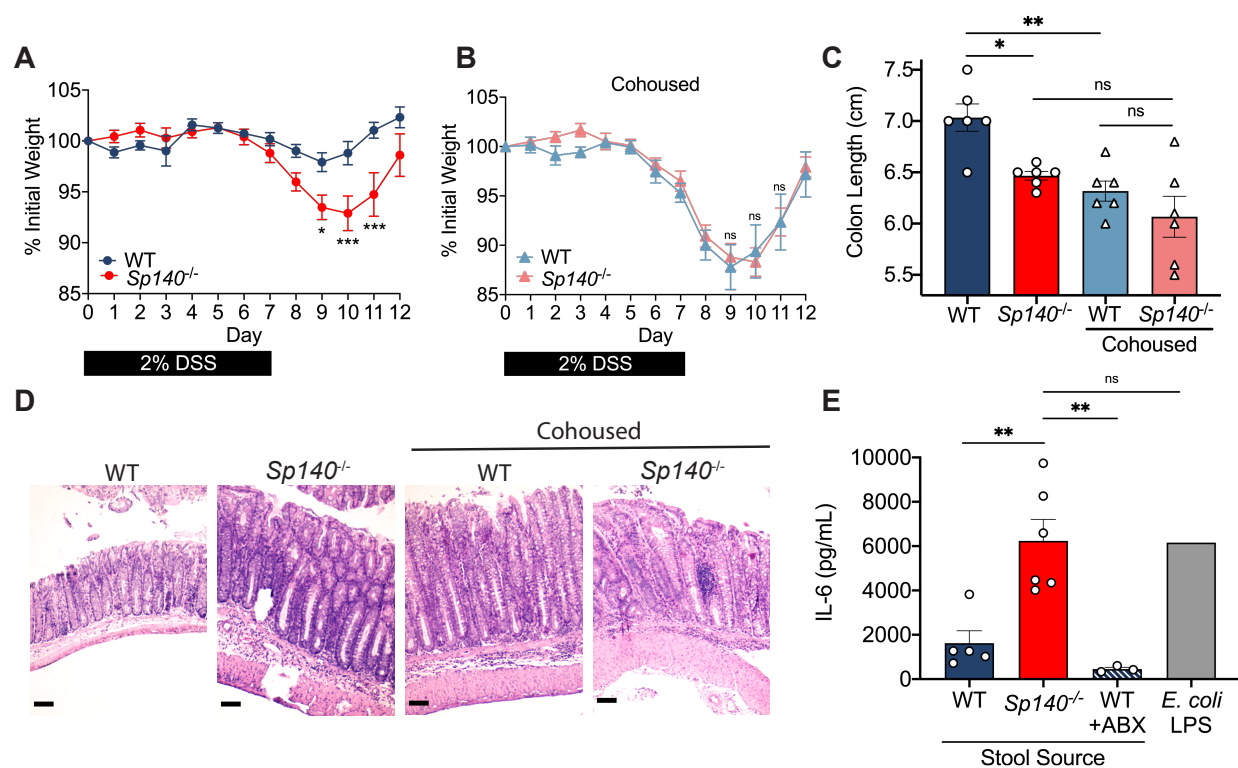 A
105
100
95
90
85
% Initial Weight
*
***
***
WT
Sp140-/-
0 1 2 3 4 5 6 7 8 9 10 11 12
Day
2% DSS
B
Cohoused
105
100
95
90
85
% Initial Weight
ns
ns
ns
WT
Sp140-/-
0 1 2 3 4 5 6 7 8 9 10 11 12
Day
2% DSS
C
**
*
ns
ns
7.5
7.0
6.5
6.0
5.5
Colon Length (cm)
WT Sp140-/- WT Sp140-/-
Cohoused
D
Cohoused
WT Sp140-/- WT Sp140-/-
E
ns
**
**
10000
8000
6000
4000
2000
0
IL-6 (pg/mL)
WT Sp140-/- WT E. coli
+ABX LPS
Stool Source